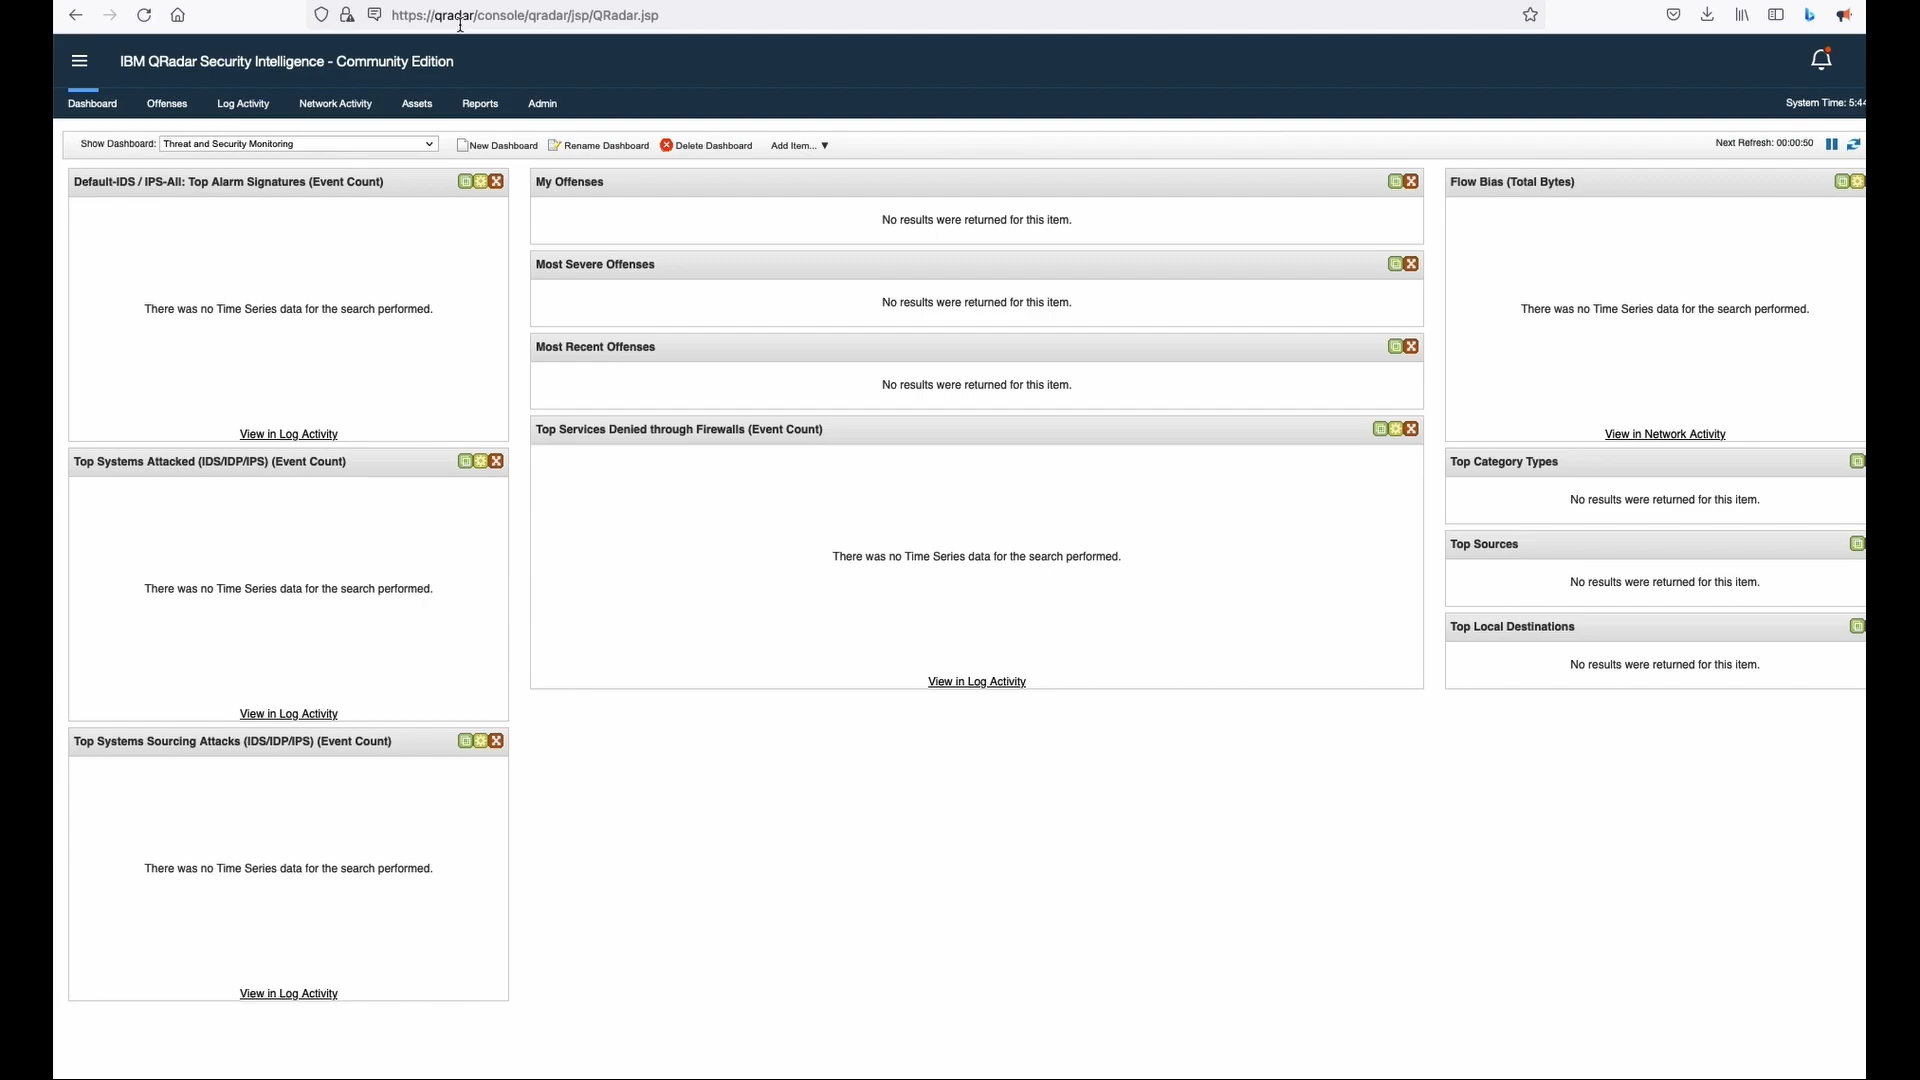 https://qradar/console/qradar/jsp/QRadar.jsp
IBM QRadar Security Intelligence - Community Edition
Dashboard Offenses Log Activity Network Activity Assets Reports Admin System Time: 5:44
Show Dashboard: Threat and Security Monitoring New Dashboard Rename Dashboard Delete Dashboard Add Item... ▼ Next Refresh: 00:00:50
Default-IDS / IPS-All: Top Alarm Signatures (Event Count)
There was no Time Series data for the search performed.
View in Log Activity
Top Systems Attacked (IDS/IDP/IPS) (Event Count)
There was no Time Series data for the search performed.
View in Log Activity
Top Systems Sourcing Attacks (IDS/IDP/IPS) (Event Count)
There was no Time Series data for the search performed.
View in Log Activity
My Offenses
No results were returned for this item.
Most Severe Offenses
No results were returned for this item.
Most Recent Offenses
No results were returned for this item.
Top Services Denied through Firewalls (Event Count)
There was no Time Series data for the search performed.
View in Log Activity
Flow Bias (Total Bytes)
There was no Time Series data for the search performed.
View in Network Activity
Top Category Types
No results were returned for this item.
Top Sources
No results were returned for this item.
Top Local Destinations
No results were returned for this item.